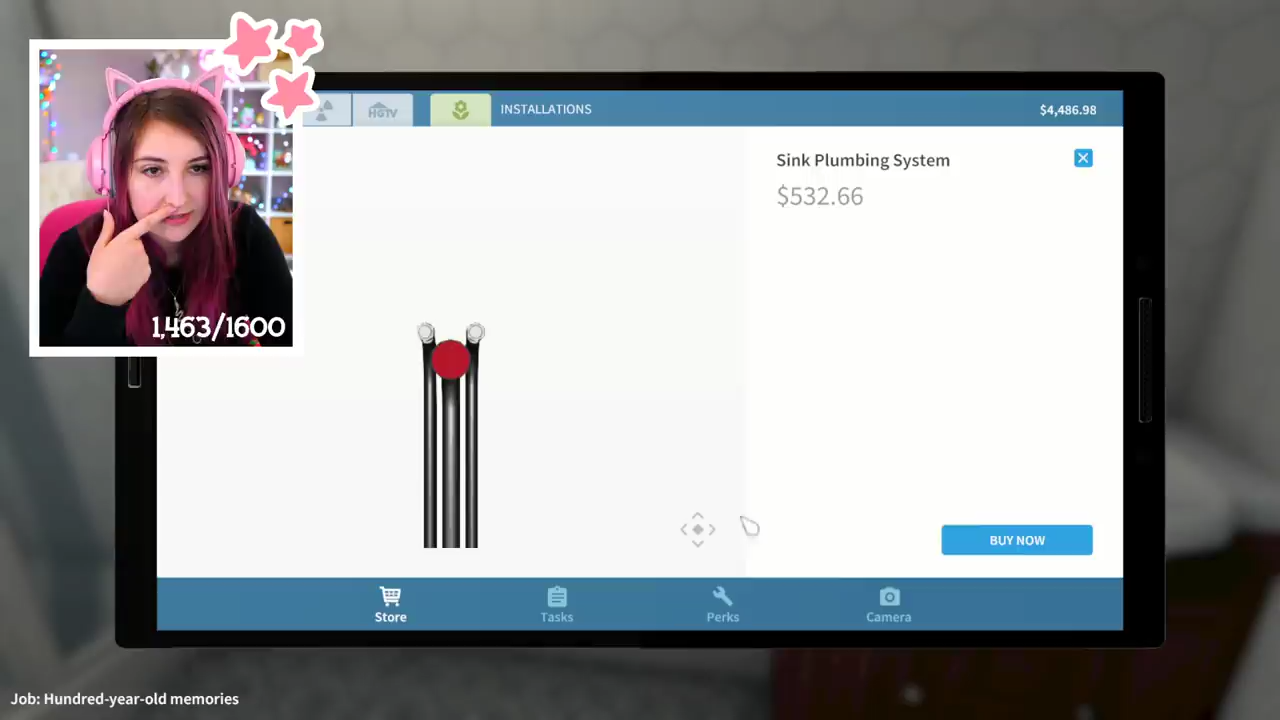 HGTV
INSTALLATIONS
$4,486.98
Sink Plumbing System
$532.66
1,463/1600
BUY NOW
Store
Tasks
Perks
Camera
Job: Hundred-year-old memories